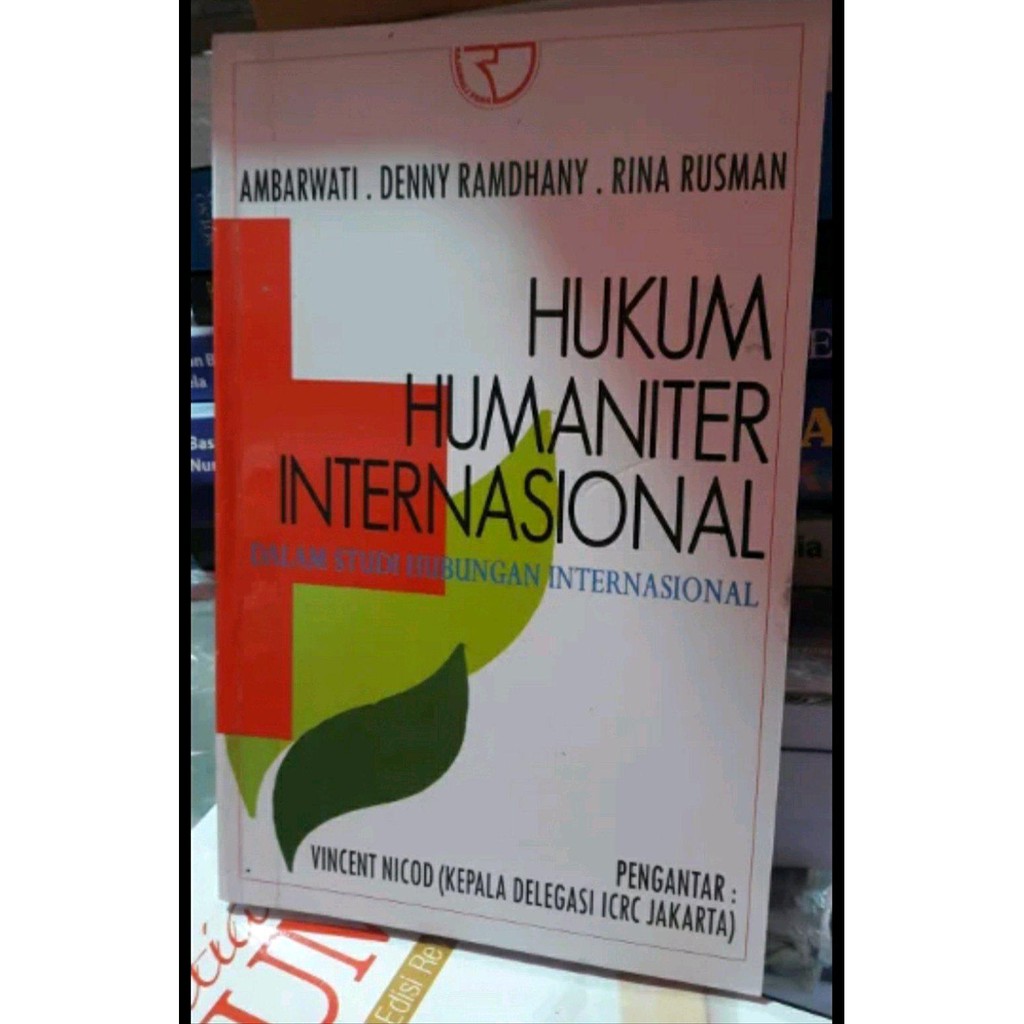 AMBARWATI . DENNY RAMDHANY . RINA RUSMAN
HUKUM
HUMANITER
INTERNASIONAL
DALAM STUDI HUBUNGAN INTERNASIONAL
PENGANTAR :
VINCENT NICOD (KEPALA DELEGASI ICRC JAKARTA)
Edisi Re